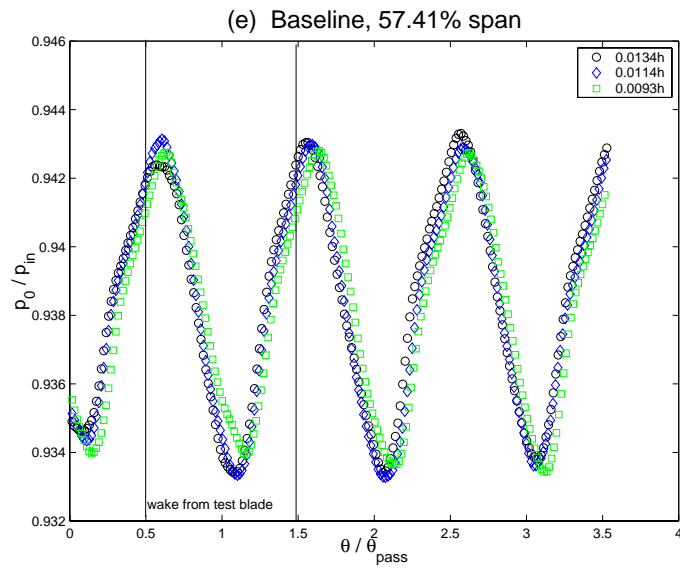 (e) Baseline, 57.41% span
0.946
0.944
0.942
0.94
0.938
0.936
0.934
0.932
p₀ / pᵢₙ
0.0134h
0.0114h
0.0093h
wake from test blade
0 0.5 1 1.5 2 2.5 3 3.5 4
θ / θpass